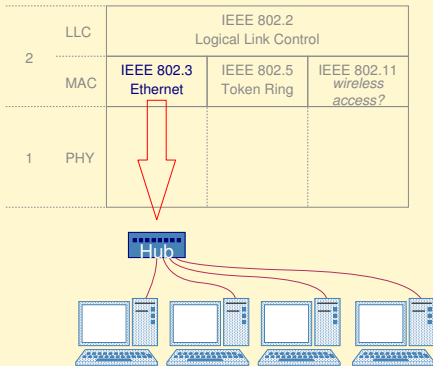 LLC
IEEE 802.2
Logical Link Control
2
MAC
IEEE 802.3
Ethernet
IEEE 802.5
Token Ring
IEEE 802.11
wireless
access?
1
PHY
Hub